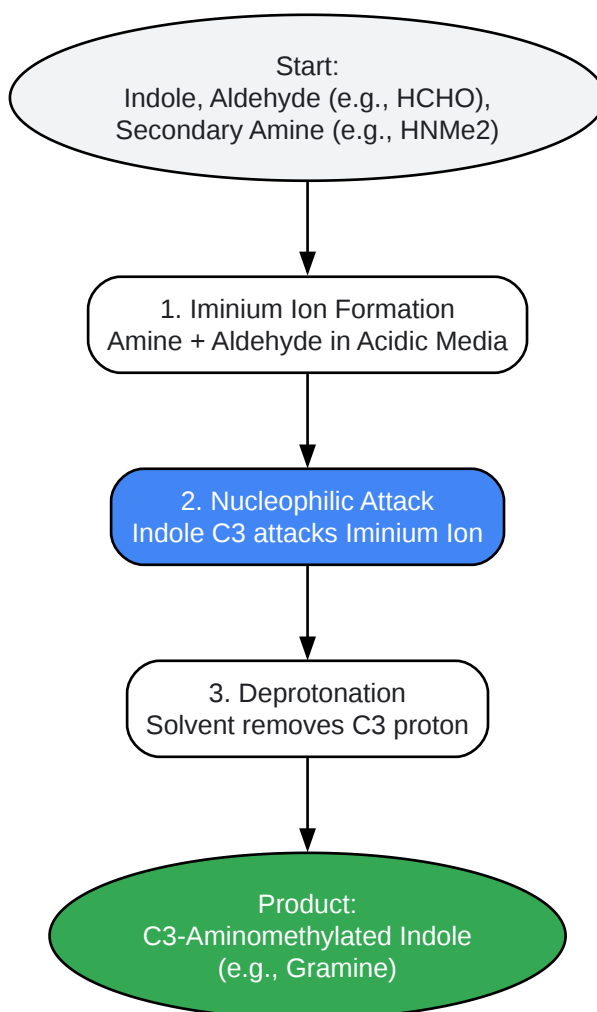 Start:
Indole, Aldehyde (e.g., HCHO),
Secondary Amine (e.g., HNMe2)
1. Iminium Ion Formation
Amine + Aldehyde in Acidic Media
2. Nucleophilic Attack
Indole C3 attacks Iminium Ion
3. Deprotonation
Solvent removes C3 proton
Product:
C3-Aminomethylated Indole
(e.g., Gramine)